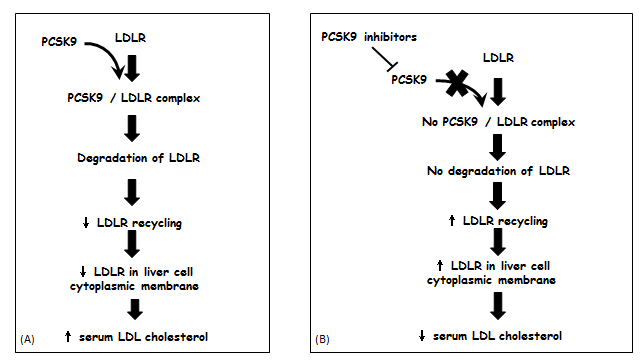 PCSK9
LDLR
PCSK9 / LDLR complex
Degradation of LDLR
↓ LDLR recycling
↓ LDLR in liver cell
cytoplasmic membrane
↑ serum LDL cholesterol
(A)
PCSK9 inhibitors
LDLR
PCSK9
No PCSK9 / LDLR complex
No degradation of LDLR
↑ LDLR recycling
↑ LDLR in liver cell
cytoplasmic membrane
↓ serum LDL cholesterol
(B)